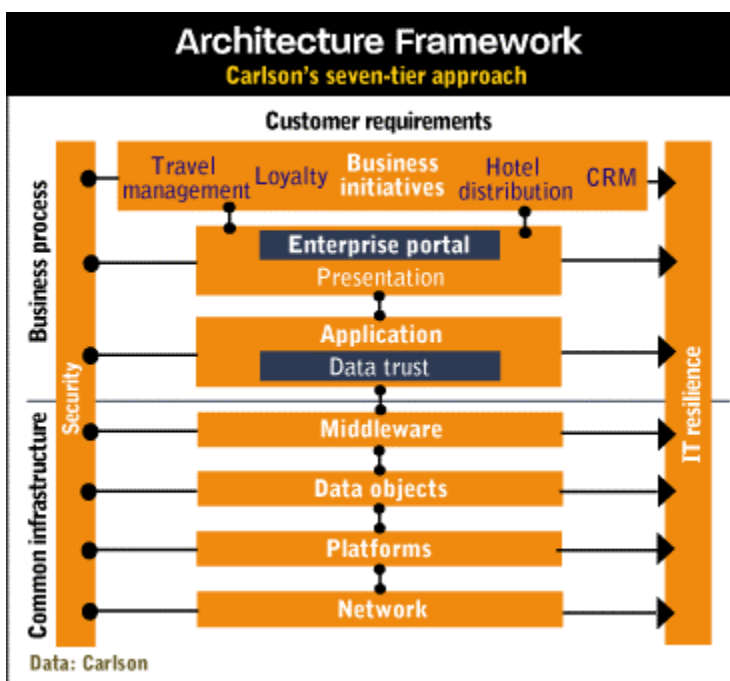 Architecture Framework
Carlson's seven-tier approach
Customer requirements
Business process
Common infrastructure
Security
IT resilience
Travel
management
Loyalty
Business
initiatives
Hotel
distribution
CRM
Enterprise portal
Presentation
Application
Data trust
Middleware
Data objects
Platforms
Network
Data: Carlson